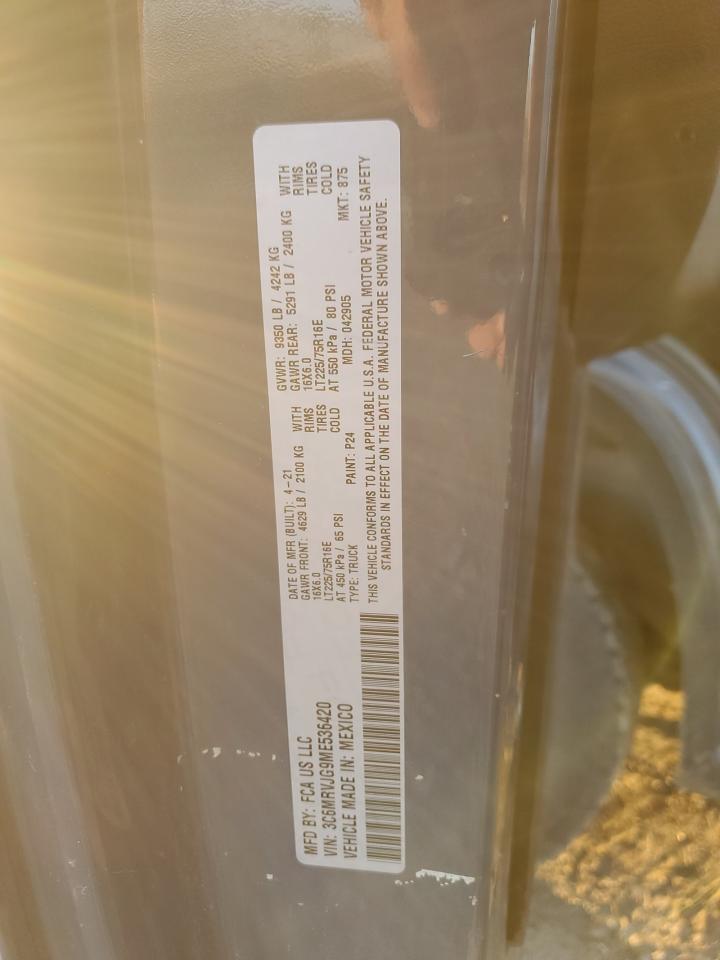 MFD BY: FCA US LLC
VIN: 3C6MRVJG9ME536420
VEHICLE MADE IN: MEXICO
DATE OF MFR (BUILT): 4-21
GVWR: 9350 LB / 4242 KG
GAWR FRONT: 4629 LB / 2100 KG WITH
GAWR REAR: 5291 LB / 2400 KG WITH
16X6.0 RIMS
16X6.0 RIMS
LT225/75R16E TIRES
LT225/75R16E TIRES
AT 450 kPa / 65 PSI COLD
AT 550 kPa / 80 PSI COLD
TYPE: TRUCK PAINT: P24 MDH: 042905 MKT: 875
THIS VEHICLE CONFORMS TO ALL APPLICABLE U.S.A. FEDERAL MOTOR VEHICLE SAFETY
STANDARDS IN EFFECT ON THE DATE OF MANUFACTURE SHOWN ABOVE.